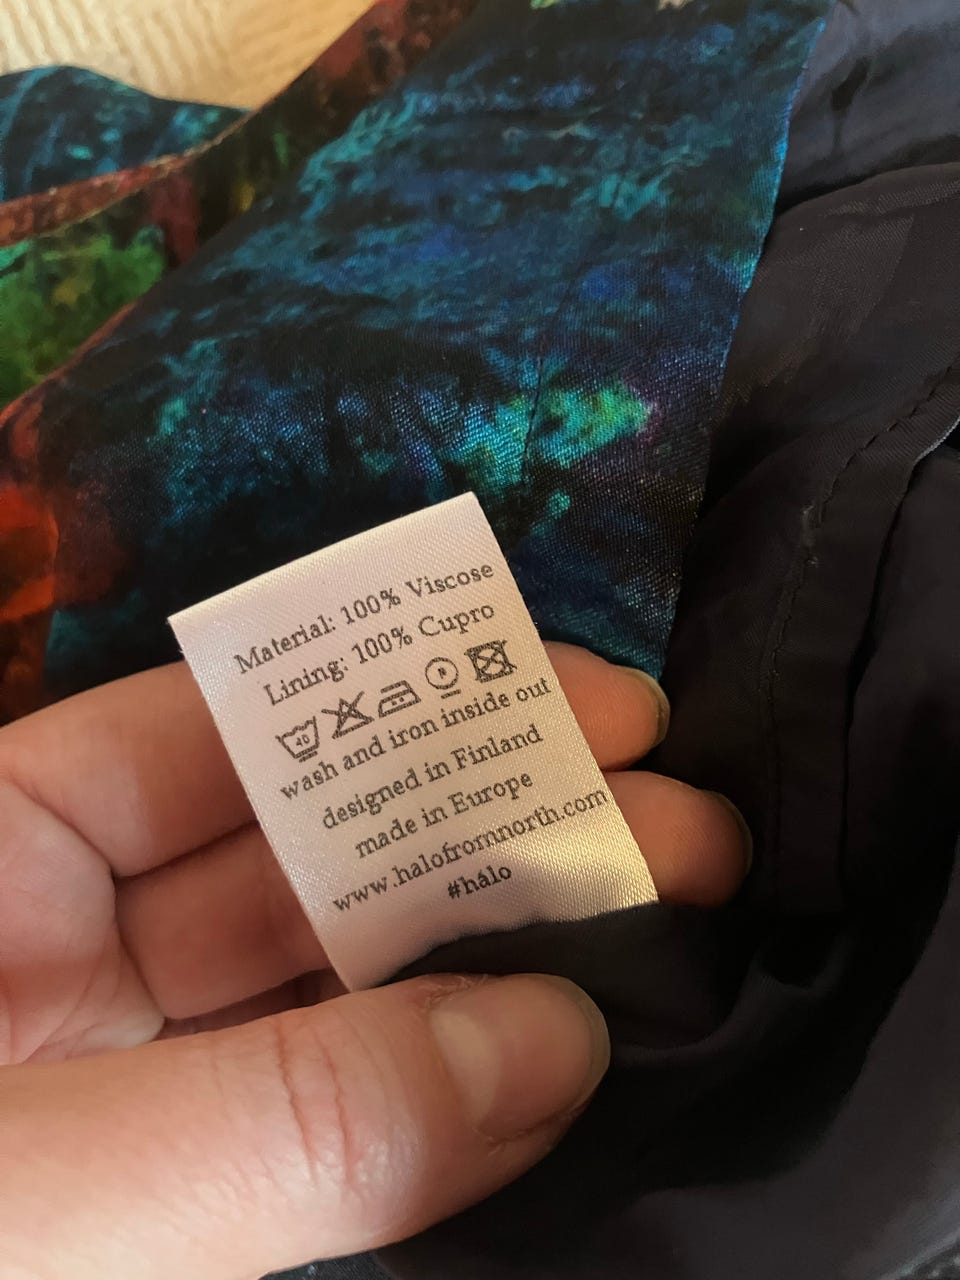 Material: 100% Viscose
Lining: 100% Cupro
40 P
wash and iron inside out
designed in Finland
made in Europe
www.halofromnorth.com
#hálo